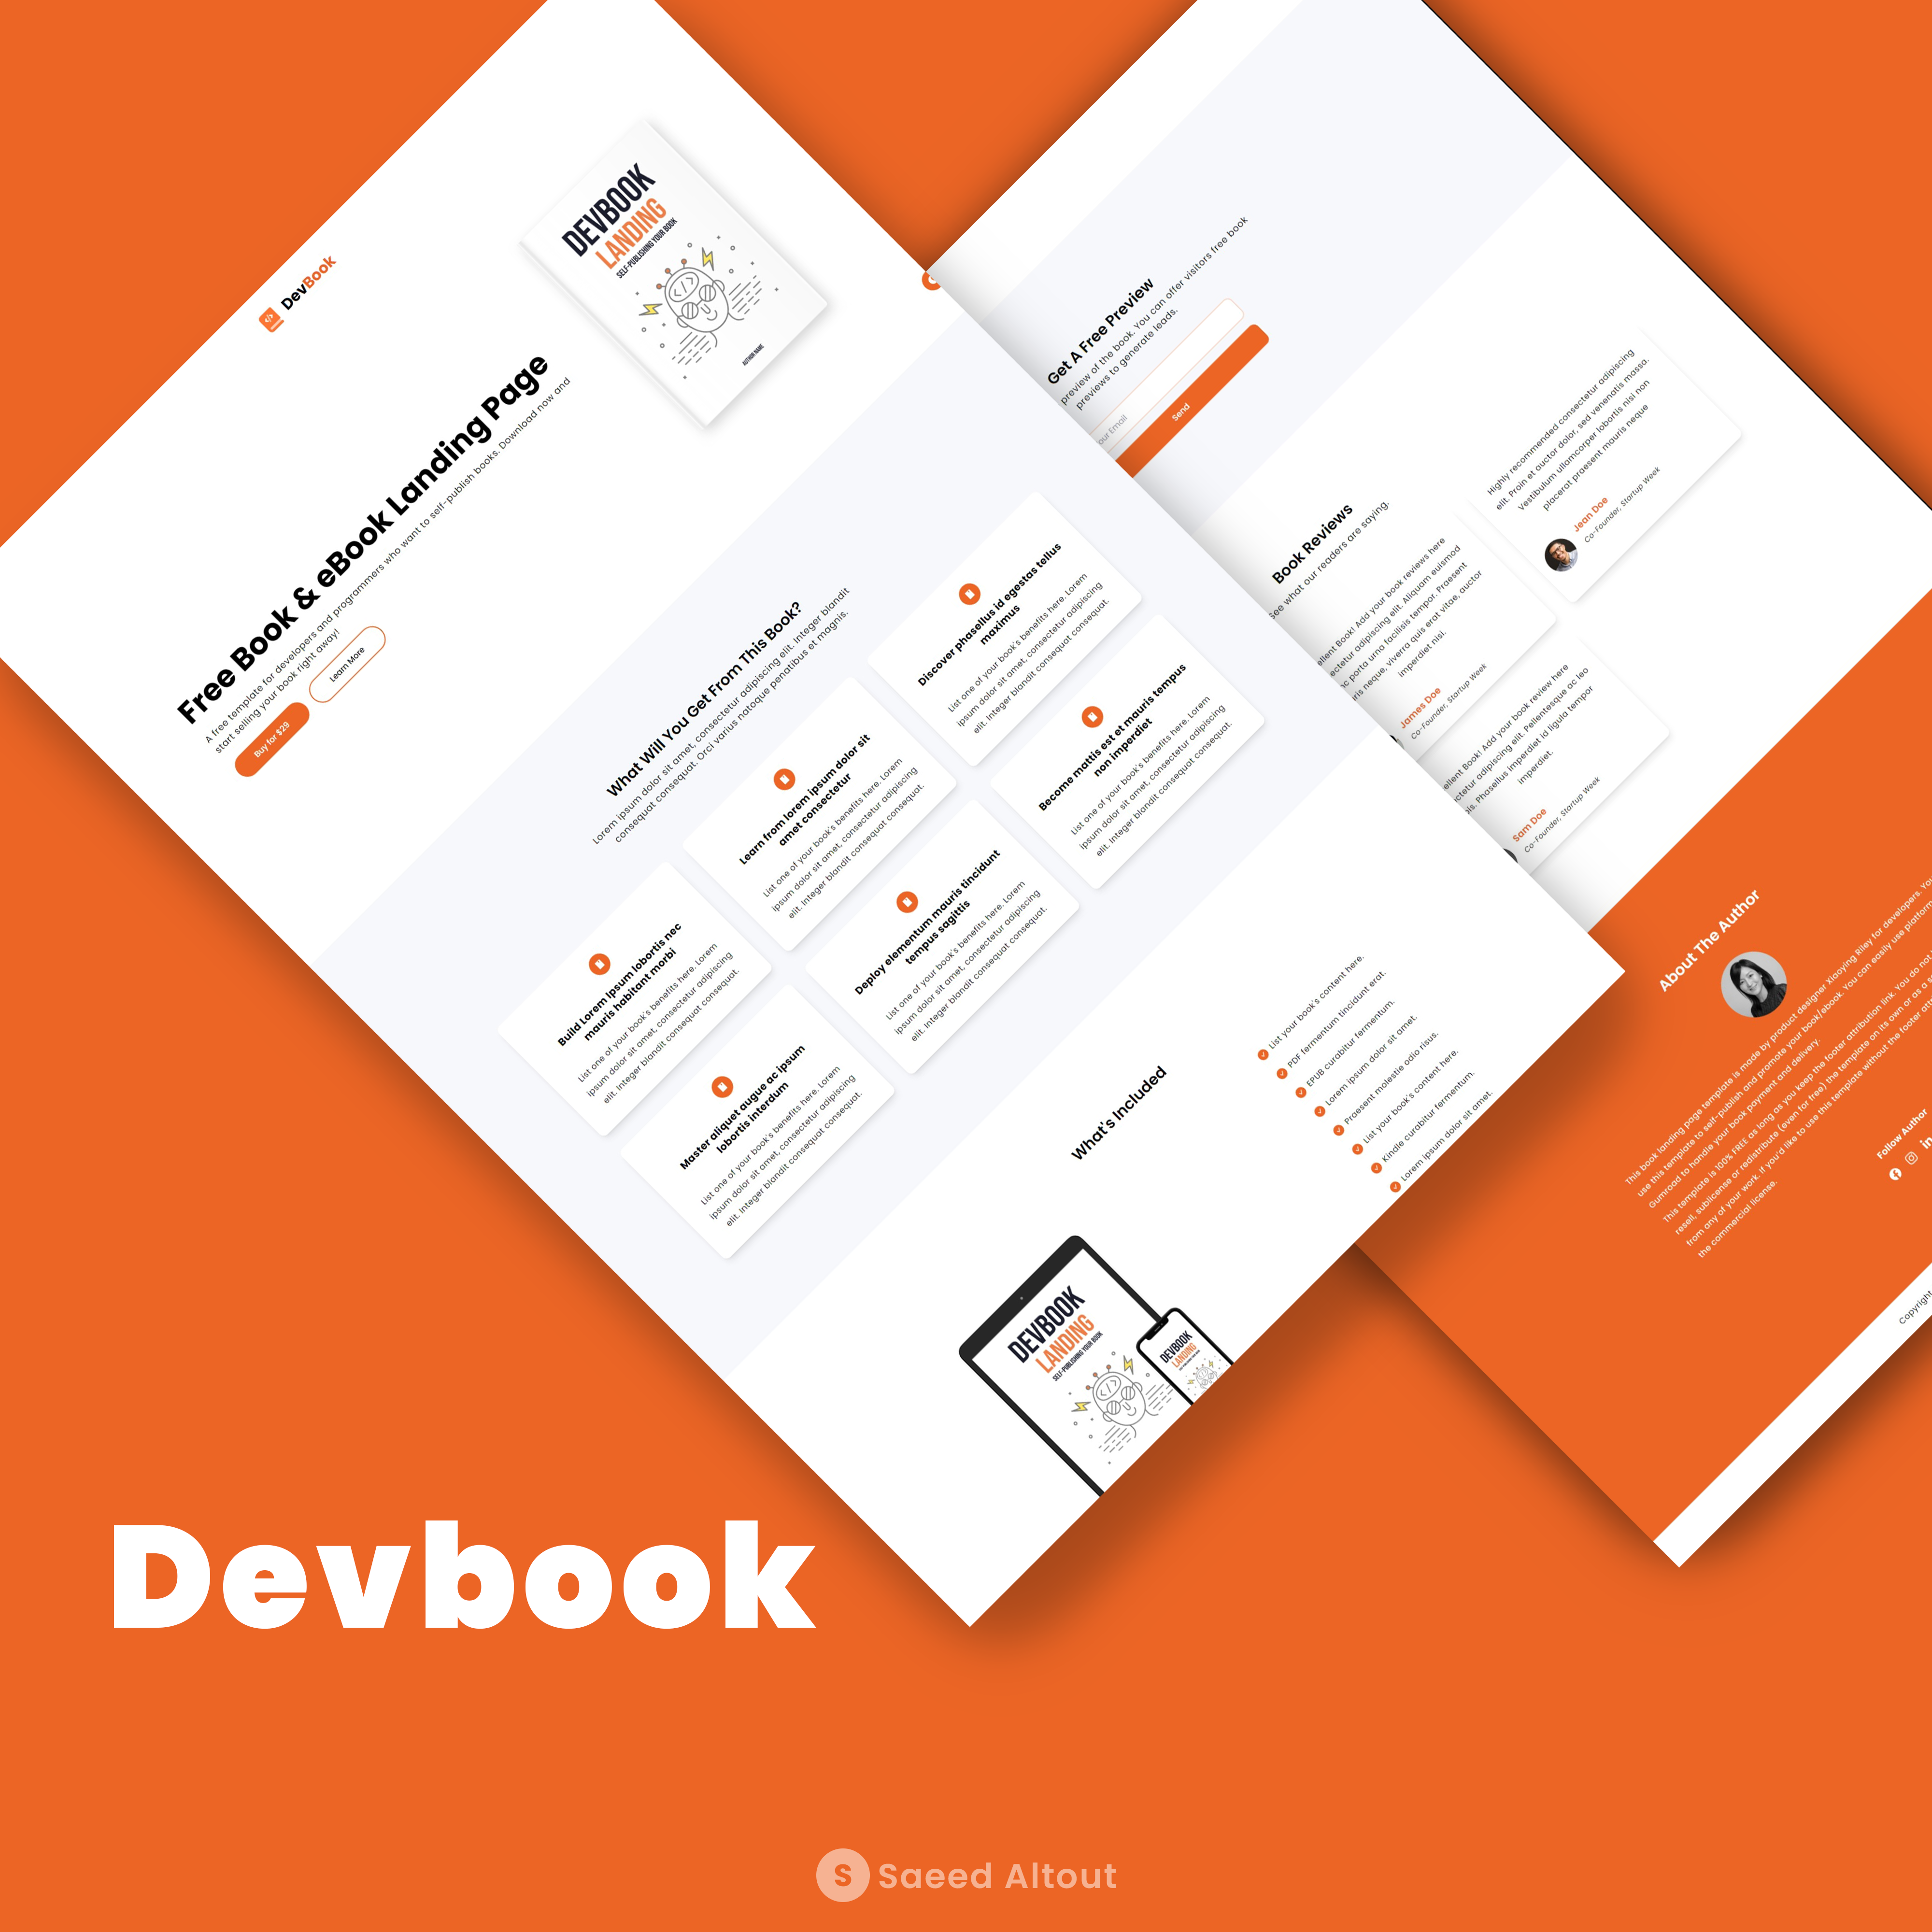 DevBook
Free Book & eBook Landing Page
A free template for developers and programmers who want to self-publish books. Download now and
start selling your book right away!
Buy for $29
Learn More
DEVBOOK
LANDING
SELF-PUBLISHING YOUR BOOK
AUTHOR NAME
What Will You Get From This Book?
Lorem ipsum dolor sit amet, consectetur adipiscing elit. Integer blandit
consequat consequat. Orci varius natoque penatibus et magnis.
Build Lorem ipsum lobortis nec
mauris habitant morbi
List one of your book's benefits here. Lorem
ipsum dolor sit amet, consectetur adipiscing
elit. Integer blandit consequat consequat.
Learn from lorem ipsum dolor sit
amet consectetur
List one of your book's benefits here. Lorem
ipsum dolor sit amet, consectetur adipiscing
elit. Integer blandit consequat consequat.
Discover phasellus id egestas tellus
maximus
List one of your book's benefits here. Lorem
ipsum dolor sit amet, consectetur adipiscing
elit. Integer blandit consequat consequat.
Master aliquet augue ac ipsum
lobortis interdum
List one of your book's benefits here. Lorem
ipsum dolor sit amet, consectetur adipiscing
elit. Integer blandit consequat consequat.
Deploy elementum mauris tincidunt
tempus sagittis
List one of your book's benefits here. Lorem
ipsum dolor sit amet, consectetur adipiscing
elit. Integer blandit consequat consequat.
Become mattis est et mauris tempus
non imperdiet
List one of your book's benefits here. Lorem
ipsum dolor sit amet, consectetur adipiscing
elit. Integer blandit consequat consequat.
What's Included
List your book's content here.
PDF fermentum tincidunt erat.
EPUB curabitur fermentum.
Lorem ipsum dolor sit amet.
Praesent molestie odio risus.
List your book's content here.
Kindle curabitur fermentum.
Lorem ipsum dolor sit amet.
DEVBOOK
LANDING
SELF-PUBLISHING YOUR BOOK
DEVBOOK
LANDING
Get A Free Preview
preview of the book. You can offer visitors free book
previews to generate leads.
our Email
Send
Book Reviews
See what our readers are saying.
ellent Book! Add your book reviews here
ectetur adipiscing elit. Aliquam euismod
porta urna facilisis tempor. Praesent
neque, viverra quis erat vitae, auctor
imperdiet nisi.
James Doe
Co-Founder, Startup Week
Highly recommended consectetur adipiscing
elit. Proin et auctor dolor, sed venenatis massa.
Vestibulum ullamcorper lobortis nisi non
placerat praesent mauris neque
Jean Doe
Co-Founder, Startup Week
ellent Book! Add your book review here
ctetur adipiscing elit. Pellentesque ac leo
Phasellus imperdiet id ligula tempor
imperdiet.
Sam Doe
Co-Founder, Startup Week
About The Author
This book landing page template is made by product designer Xiaoying Riley for developers. You
use this template to self-publish and promote your book/ebook. You can easily use platform
Gumroad to handle your book payment and delivery.
This template is 100% FREE as long as you keep the footer attribution link. You do not
resell, sublicense or redistribute (even for free) the template on its own or as a s
from any of your work. If you'd like to use this template without the footer att
the commercial license.
Follow Author
Copyright
Devbook
S Saeed Altout